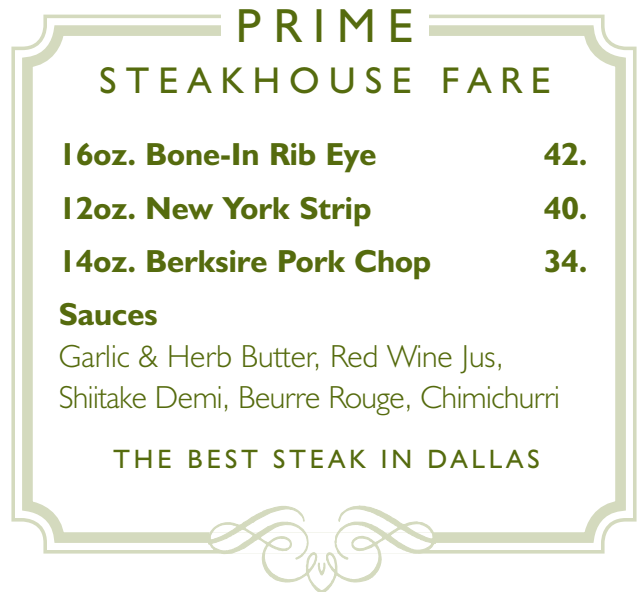 PRIME
STEAKHOUSE FARE
16oz. Bone-In Rib Eye 42.
12oz. New York Strip 40.
14oz. Berksire Pork Chop 34.
Sauces
Garlic & Herb Butter, Red Wine Jus,
Shiitake Demi, Beurre Rouge, Chimichurri
THE BEST STEAK IN DALLAS